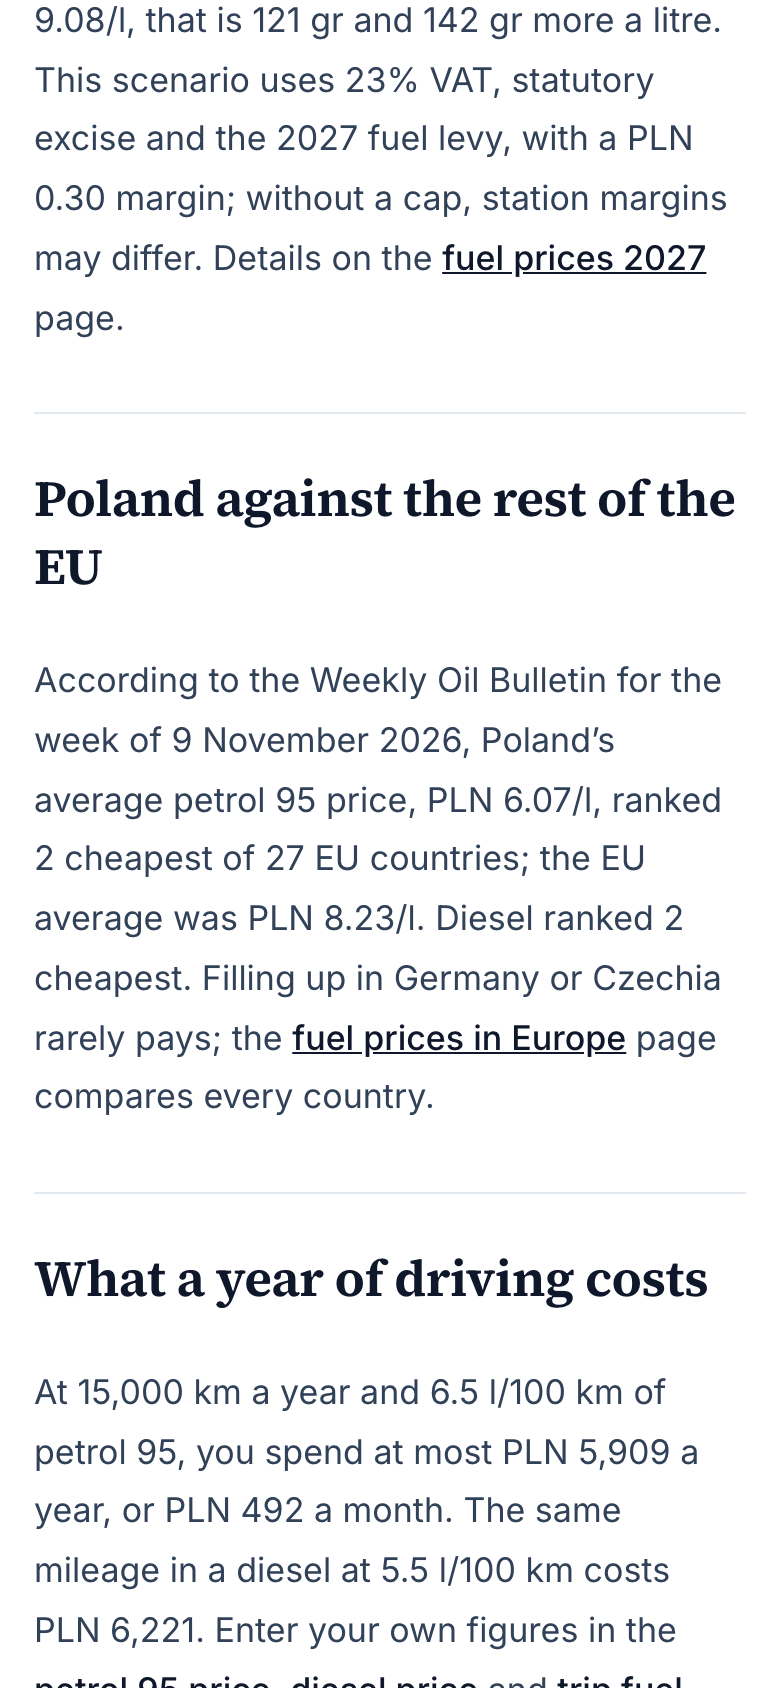 9.08/l, that is 121 gr and 142 gr more a litre.
This scenario uses 23% VAT, statutory
excise and the 2027 fuel levy, with a PLN
0.30 margin; without a cap, station margins
may differ. Details on the fuel prices 2027
page.
Poland against the rest of the
EU
According to the Weekly Oil Bulletin for the
week of 9 November 2026, Poland’s
average petrol 95 price, PLN 6.07/l, ranked
2 cheapest of 27 EU countries; the EU
average was PLN 8.23/l. Diesel ranked 2
cheapest. Filling up in Germany or Czechia
rarely pays; the fuel prices in Europe page
compares every country.
What a year of driving costs
At 15,000 km a year and 6.5 l/100 km of
petrol 95, you spend at most PLN 5,909 a
year, or PLN 492 a month. The same
mileage in a diesel at 5.5 l/100 km costs
PLN 6,221. Enter your own figures in the
petrol 95 price, diesel price and trip fuel